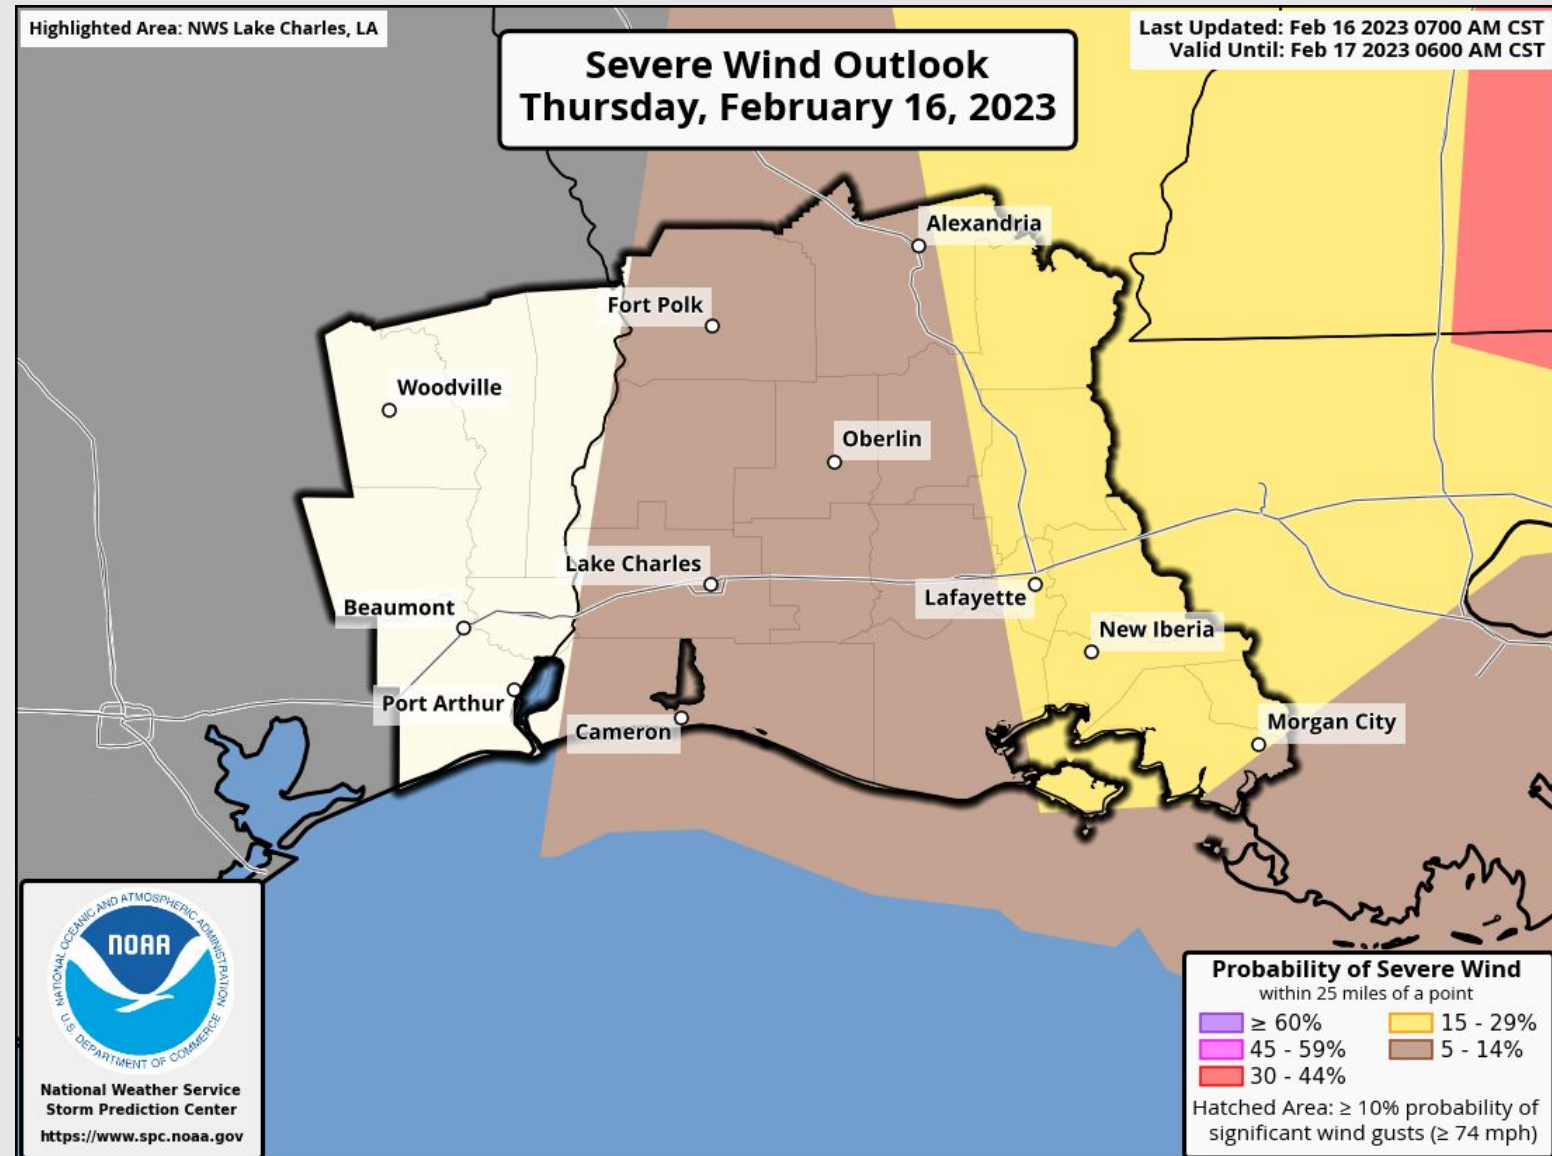 Highlighted Area: NWS Lake Charles, LA
Last Updated: Feb 16 2023 0700 AM CST
Valid Until: Feb 17 2023 0600 AM CST
Severe Wind Outlook
Thursday, February 16, 2023
Alexandria
Fort Polk
Woodville
Oberlin
Lake Charles
Lafayette
Beaumont
New Iberia
Port Arthur
Cameron
Morgan City
NATIONAL OCEANIC AND ATMOSPHERIC ADMINISTRATION
NOAA
U.S. DEPARTMENT OF COMMERCE
National Weather Service
Storm Prediction Center
https://www.spc.noaa.gov
Probability of Severe Wind
within 25 miles of a point
≥ 60%
15 - 29%
45 - 59%
5 - 14%
30 - 44%
Hatched Area: ≥ 10% probability of
significant wind gusts (≥ 74 mph)